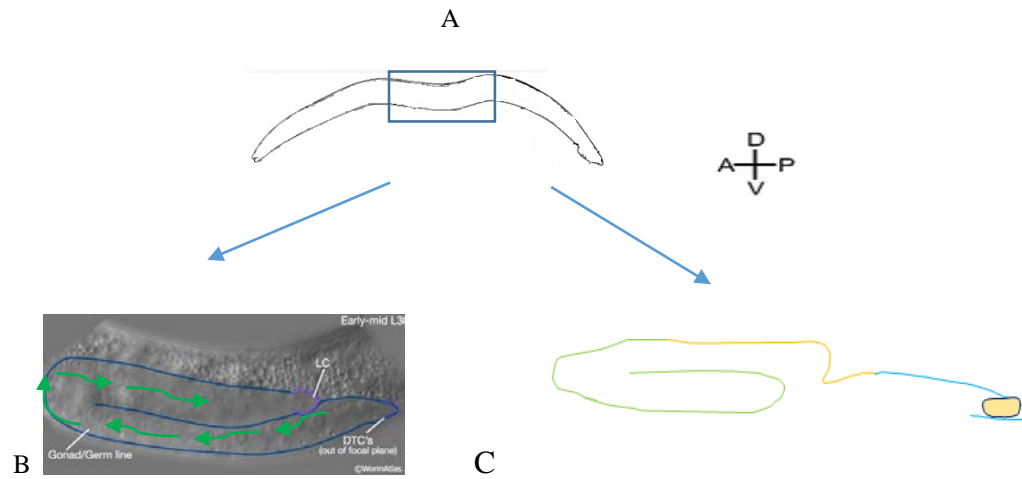 A
D
A P
V
Early-mid L3
LC
DTC's
(out of focal plane)
Gonad/Germ line
©WormAtlas
B
C